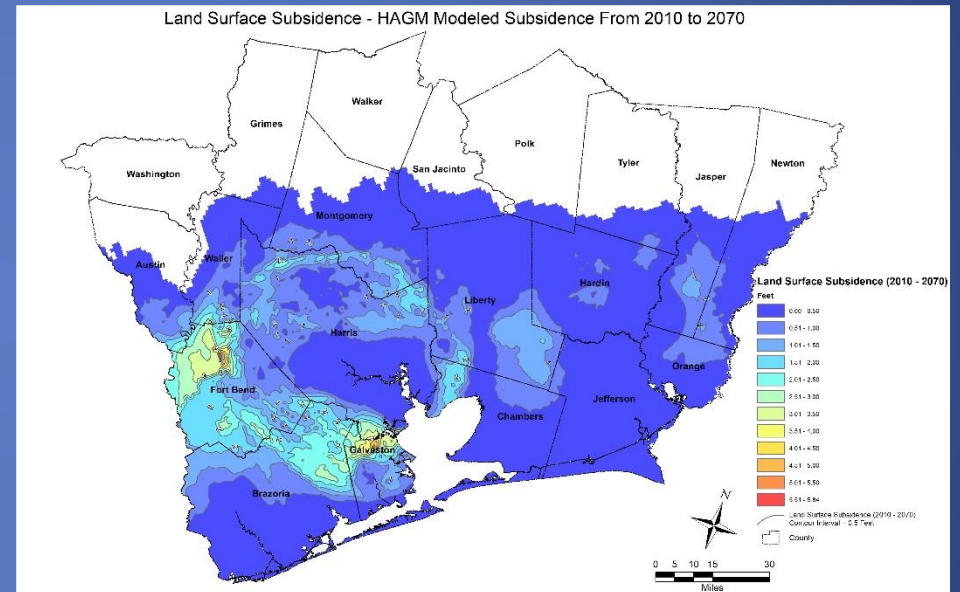 Land Surface Subsidence - HAGM Modeled Subsidence From 2010 to 2070
Walker
Grimes
Polk
Tyler
Newton
San Jacinto
Jasper
Washington
Montgomery
Austin
Waller
Liberty
Hardin
Harris
Orange
Fort Bend
Jefferson
Chambers
Galveston
Brazoria
Land Surface Subsidence (2010 - 2070)
Feet
0.00 - 0.50
0.51 - 1.00
1.01 - 1.50
1.51 - 2.00
2.01 - 2.50
2.51 - 3.00
3.01 - 3.50
3.51 - 4.00
4.01 - 4.50
4.51 - 5.00
5.01 - 5.50
5.51 - 5.84
Land Surface Subsidence (2010 - 2070)
Contour Interval = 0.5 Feet
County
N
0 5 10 15 30
Miles